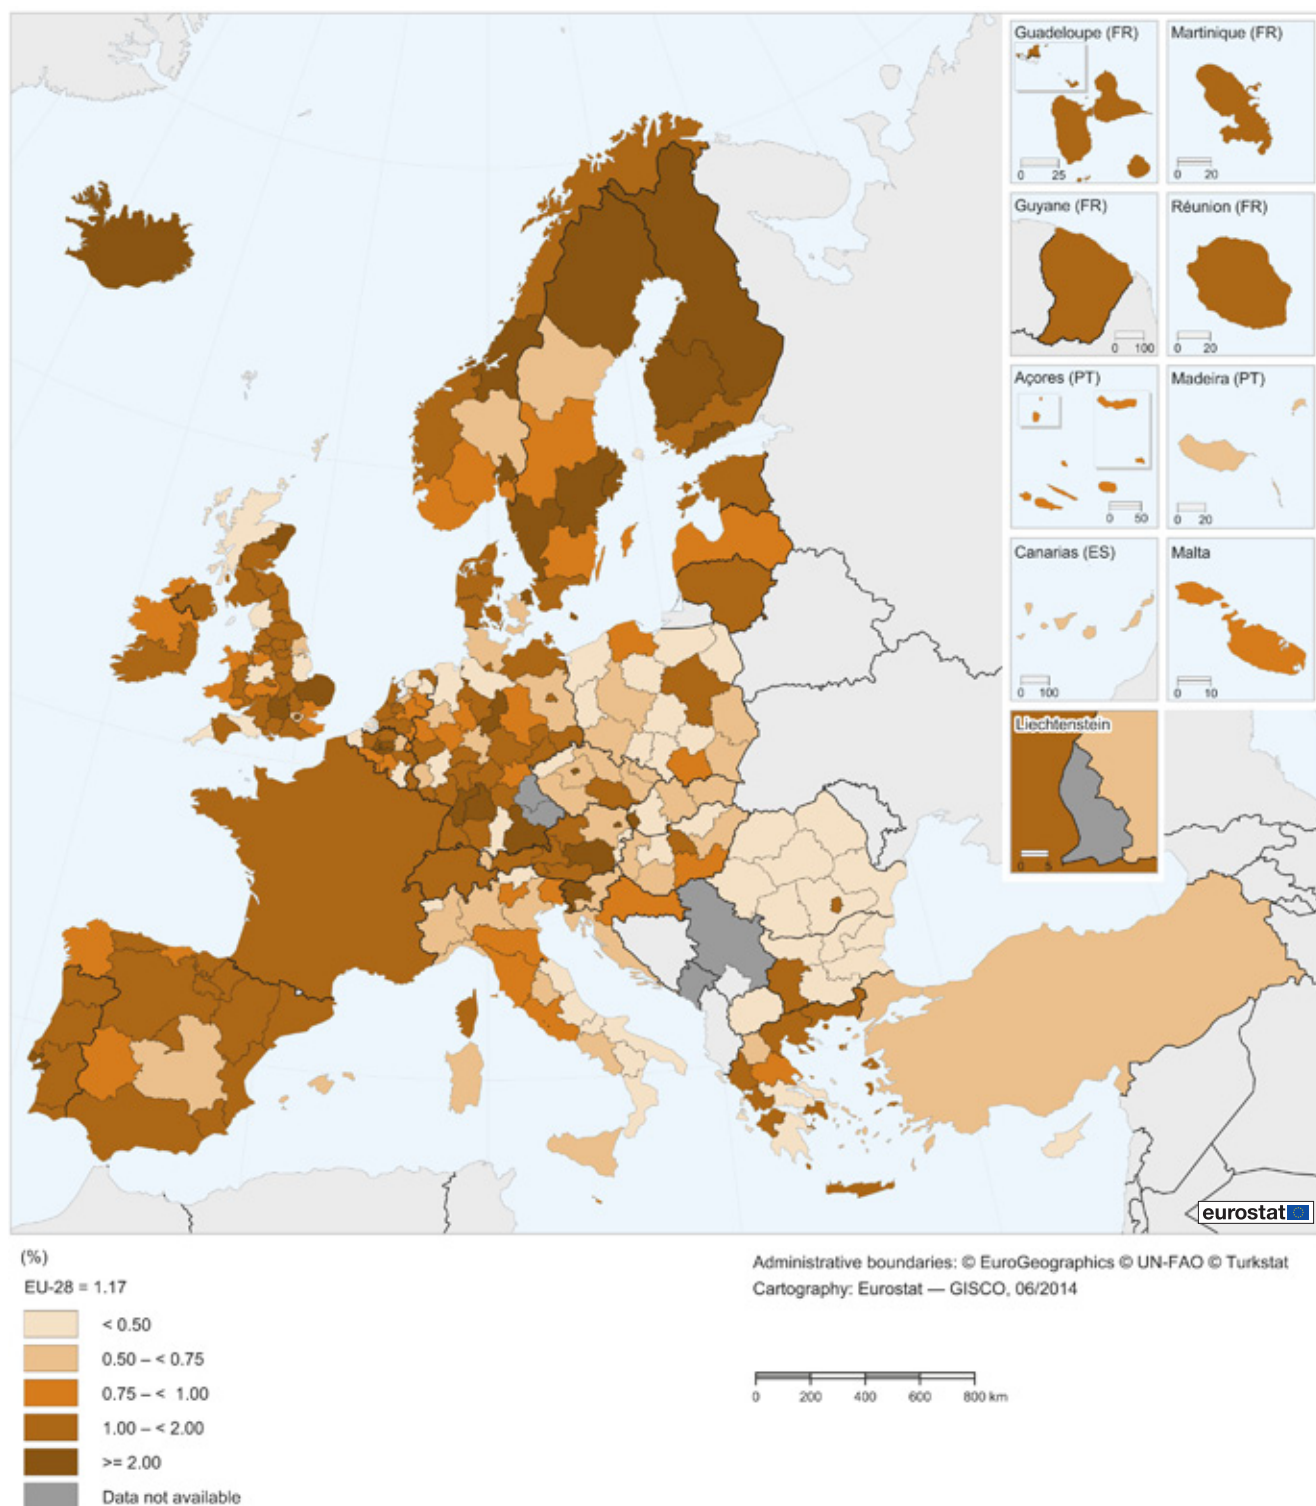 Guadeloupe (FR)
0 25
Martinique (FR)
0 20
Guyane (FR)
0 100
Réunion (FR)
0 20
Açores (PT)
0 50
Madeira (PT)
0 20
Canarias (ES)
0 100
Malta
0 10
Liechtenstein
0 5
eurostat
(%)
EU-28 = 1.17
< 0.50
0.50 – < 0.75
0.75 – < 1.00
1.00 – < 2.00
>= 2.00
Data not available
Administrative boundaries: © EuroGeographics © UN-FAO © Turkstat
Cartography: Eurostat — GISCO, 06/2014
0 200 400 600 800 km